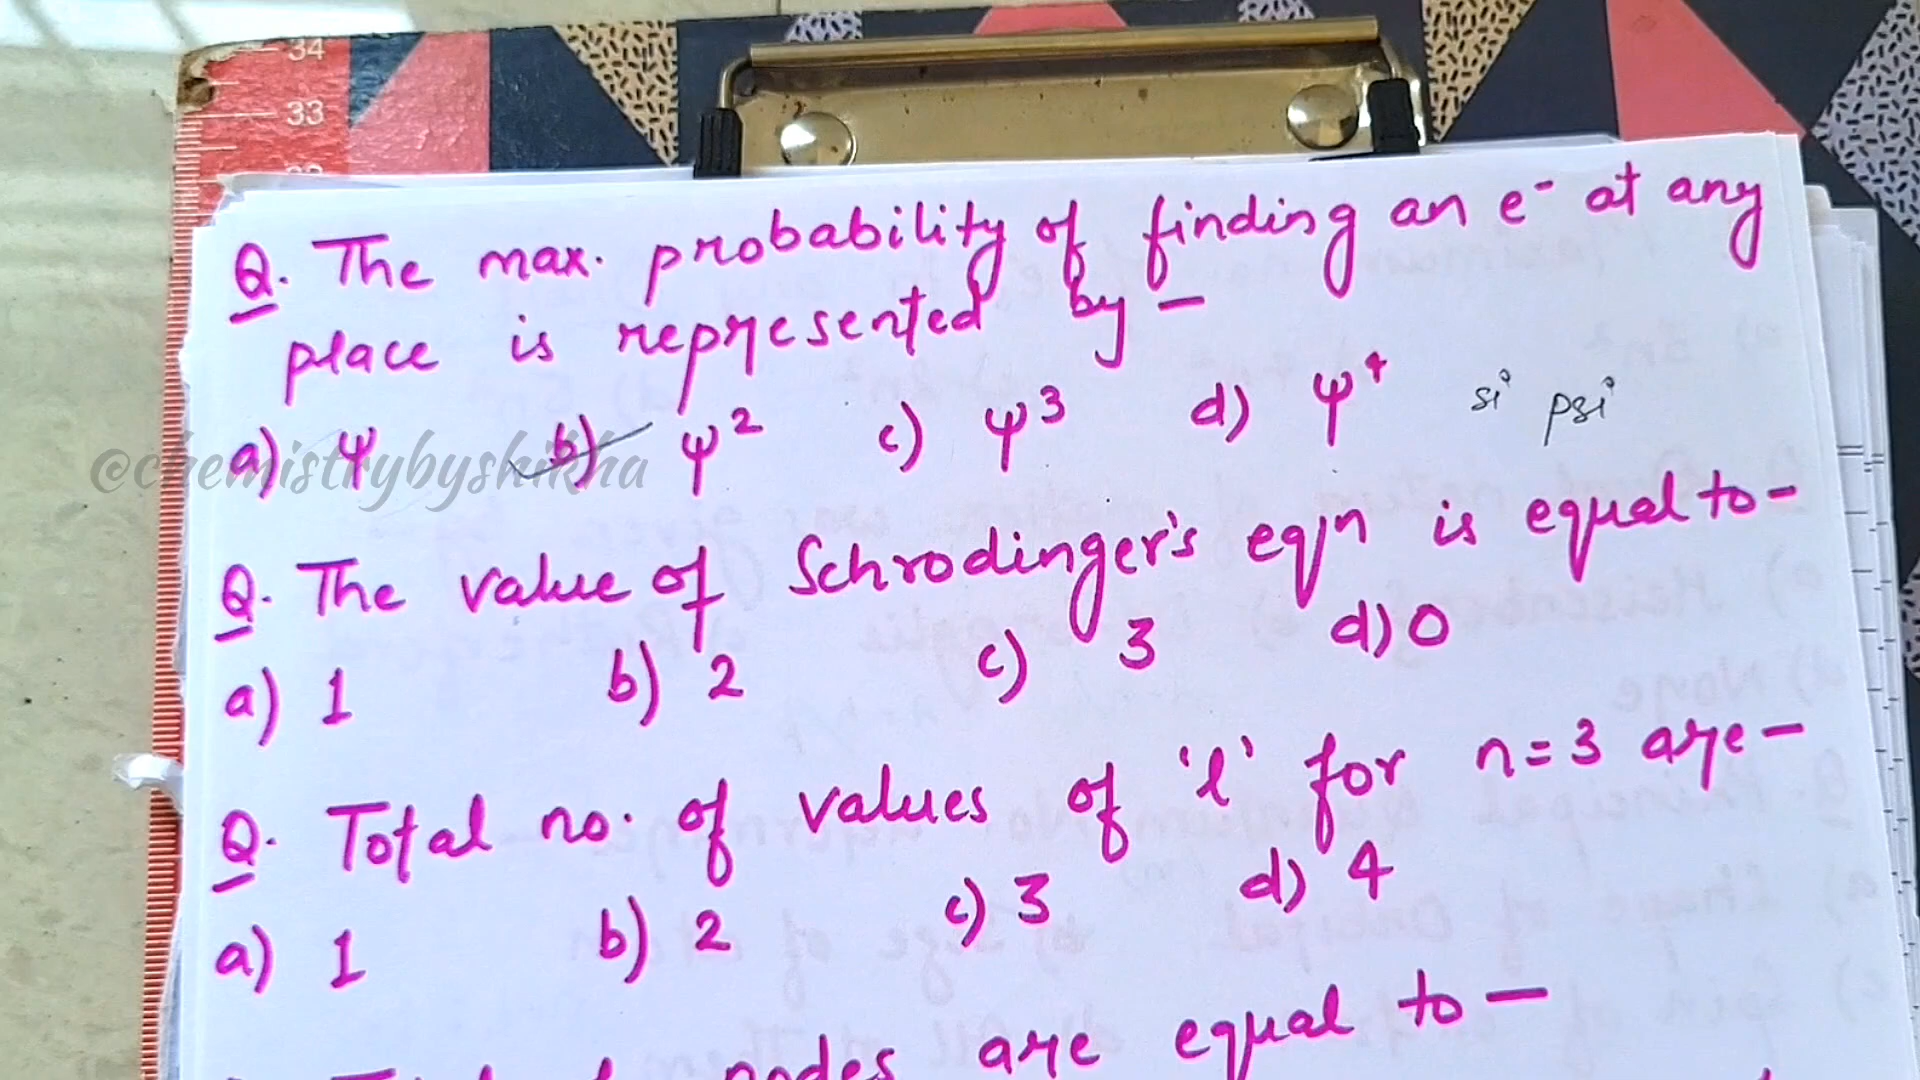 34
33
Q. The max. probability of finding an e⁻ at any
place is represented by -
a) ψ b) ψ² c) ψ³ d) ψ⁴ si psi
@chemistrybyshikha
Q. The value of Schrodinger's eqⁿ is equal to -
a) 1 b) 2 c) 3 d) 0
Q. Total no. of values of 'l' for n = 3 are -
a) 1 b) 2 c) 3 d) 4
nodes are equal to -